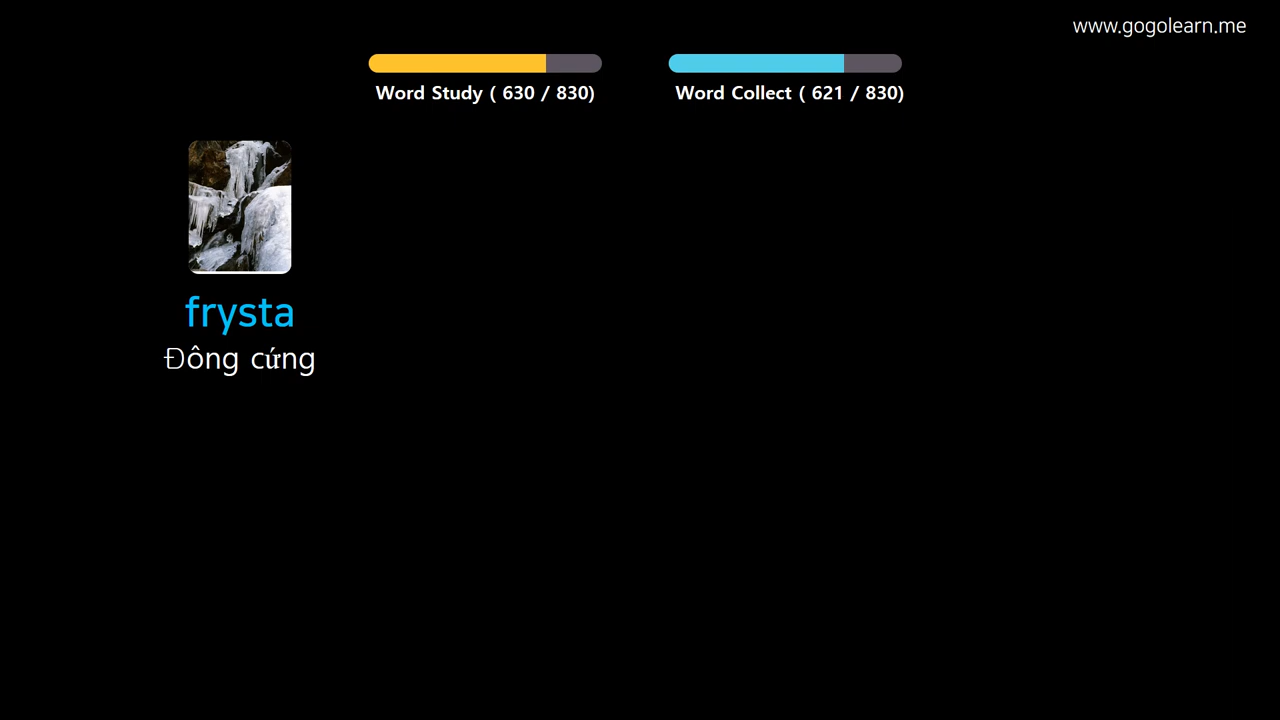 www.gogolearn.me
Word Study ( 630 / 830)
Word Collect ( 621 / 830)
frysta
Đông cứng